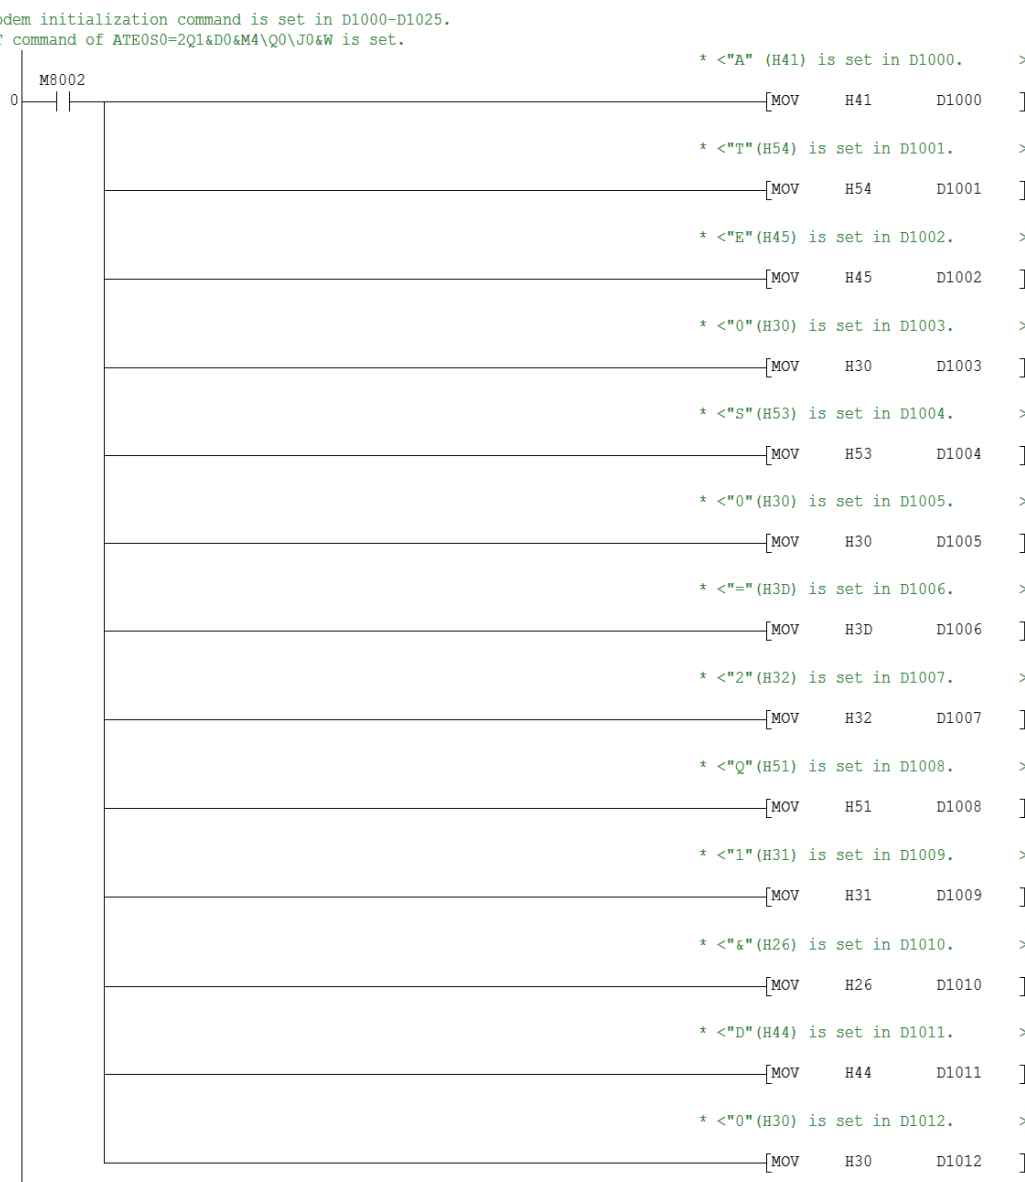 odem initialization command is set in D1000-D1025.
T command of ATE0S0=2Q1&D0&M4\Q0\J0&W is set.
* <"A" (H41) is set in D1000. >
M8002
0 [MOV H41 D1000 ]
* <"T"(H54) is set in D1001. >
[MOV H54 D1001 ]
* <"E"(H45) is set in D1002. >
[MOV H45 D1002 ]
* <"0"(H30) is set in D1003. >
[MOV H30 D1003 ]
* <"S"(H53) is set in D1004. >
[MOV H53 D1004 ]
* <"0"(H30) is set in D1005. >
[MOV H30 D1005 ]
* <"="(H3D) is set in D1006. >
[MOV H3D D1006 ]
* <"2"(H32) is set in D1007. >
[MOV H32 D1007 ]
* <"Q"(H51) is set in D1008. >
[MOV H51 D1008 ]
* <"1"(H31) is set in D1009. >
[MOV H31 D1009 ]
* <"&"(H26) is set in D1010. >
[MOV H26 D1010 ]
* <"D"(H44) is set in D1011. >
[MOV H44 D1011 ]
* <"0"(H30) is set in D1012. >
[MOV H30 D1012 ]